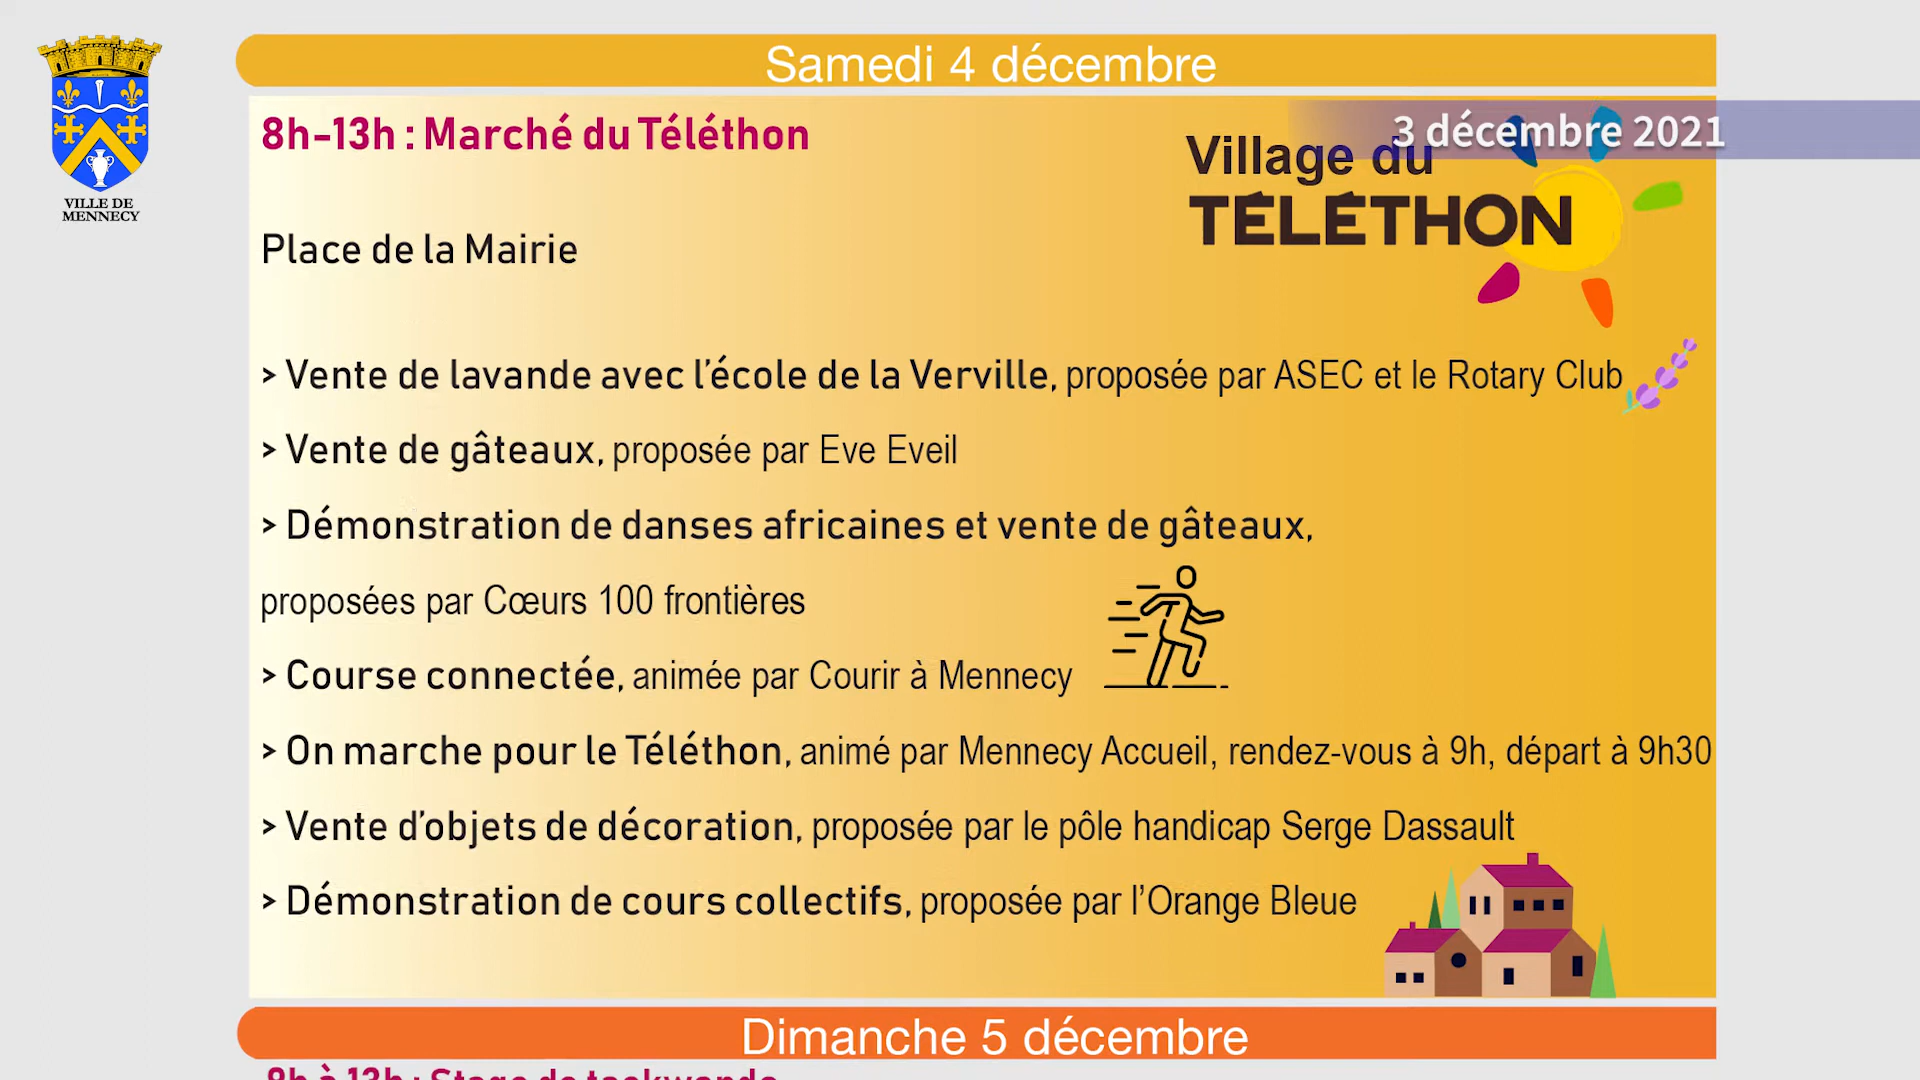 Samedi 4 décembre
VILLE DE
MENNECY
8h-13h : Marché du Téléthon
3 décembre 2021
Village du
TÉLÉTHON
Place de la Mairie
> Vente de lavande avec l'école de la Verville, proposée par ASEC et le Rotary Club
> Vente de gâteaux, proposée par Eve Eveil
> Démonstration de danses africaines et vente de gâteaux,
proposées par Cœurs 100 frontières
> Course connectée, animée par Courir à Mennecy
> On marche pour le Téléthon, animé par Mennecy Accueil, rendez-vous à 9h, départ à 9h30
> Vente d'objets de décoration, proposée par le pôle handicap Serge Dassault
> Démonstration de cours collectifs, proposée par l'Orange Bleue
Dimanche 5 décembre
9h à 13h : Stage de taekwondo